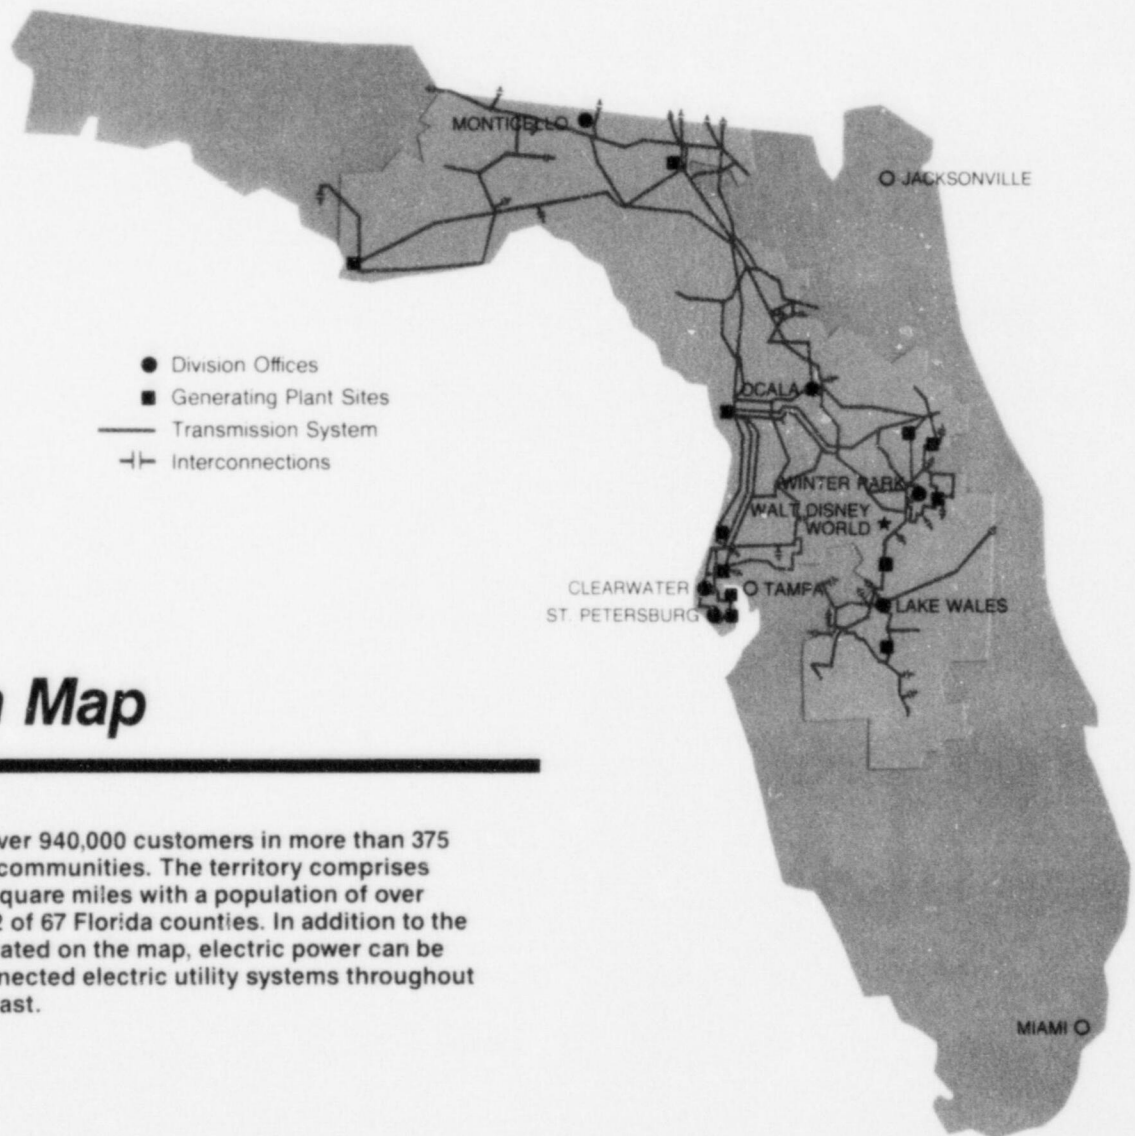 MONTICELLO
JACKSONVILLE
Division Offices
Generating Plant Sites
Transmission System
Interconnections
OCALA
WINTER PARK
WALT DISNEY
WORLD
CLEARWATER
TAMPA
ST. PETERSBURG
LAKE WALES
Map
ver 940,000 customers in more than 375
communities. The territory comprises
quare miles with a population of over
2 of 67 Florida counties. In addition to the
ated on the map, electric power can be
nected electric utility systems throughout
ast.
MIAMI